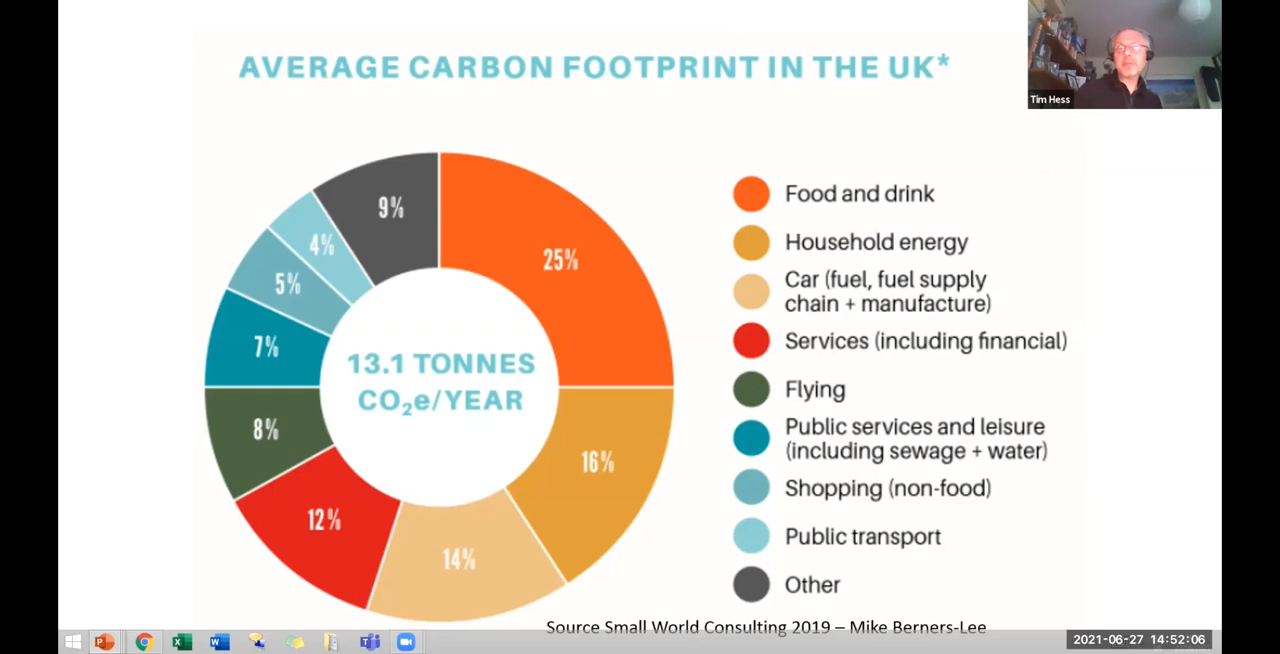 AVERAGE CARBON FOOTPRINT IN THE UK*
Tim Hess
9%
25%
4%
5%
7%
8%
12%
14%
16%
13.1 TONNES
CO₂e/YEAR
Food and drink
Household energy
Car (fuel, fuel supply
chain + manufacture)
Services (including financial)
Flying
Public services and leisure
(including sewage + water)
Shopping (non-food)
Public transport
Other
Source Small World Consulting 2019 – Mike Berners-Lee
2021-06-27 14:52:06